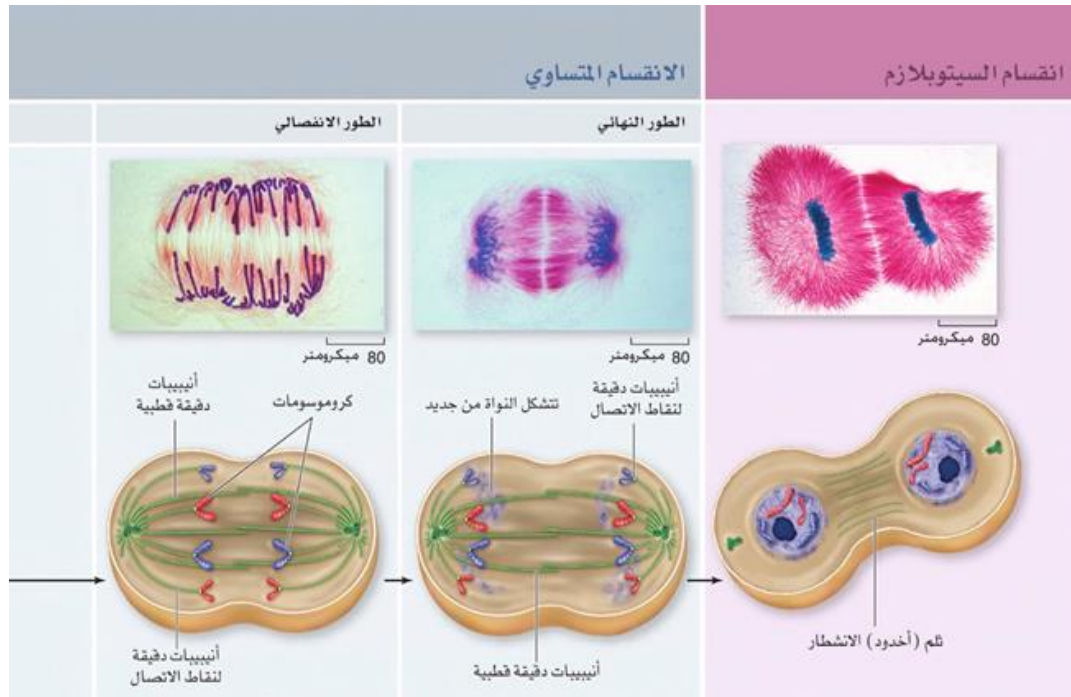 انقسام السيتوبلازم
الانقسام المتساوي
الطور النهائي
الطور الانفصالي
80 ميكرومتر
80 ميكرومتر
80 ميكرومتر
أنيبيبات دقيقة
لنقاط الاتصال
تتشكل النواة من جديد
كروموسومات
أنيبيبات
دقيقة قطبية
ثلم (أخدود) الانشطار
أنيبيبات دقيقة قطبية
أنيبيبات دقيقة
لنقاط الاتصال